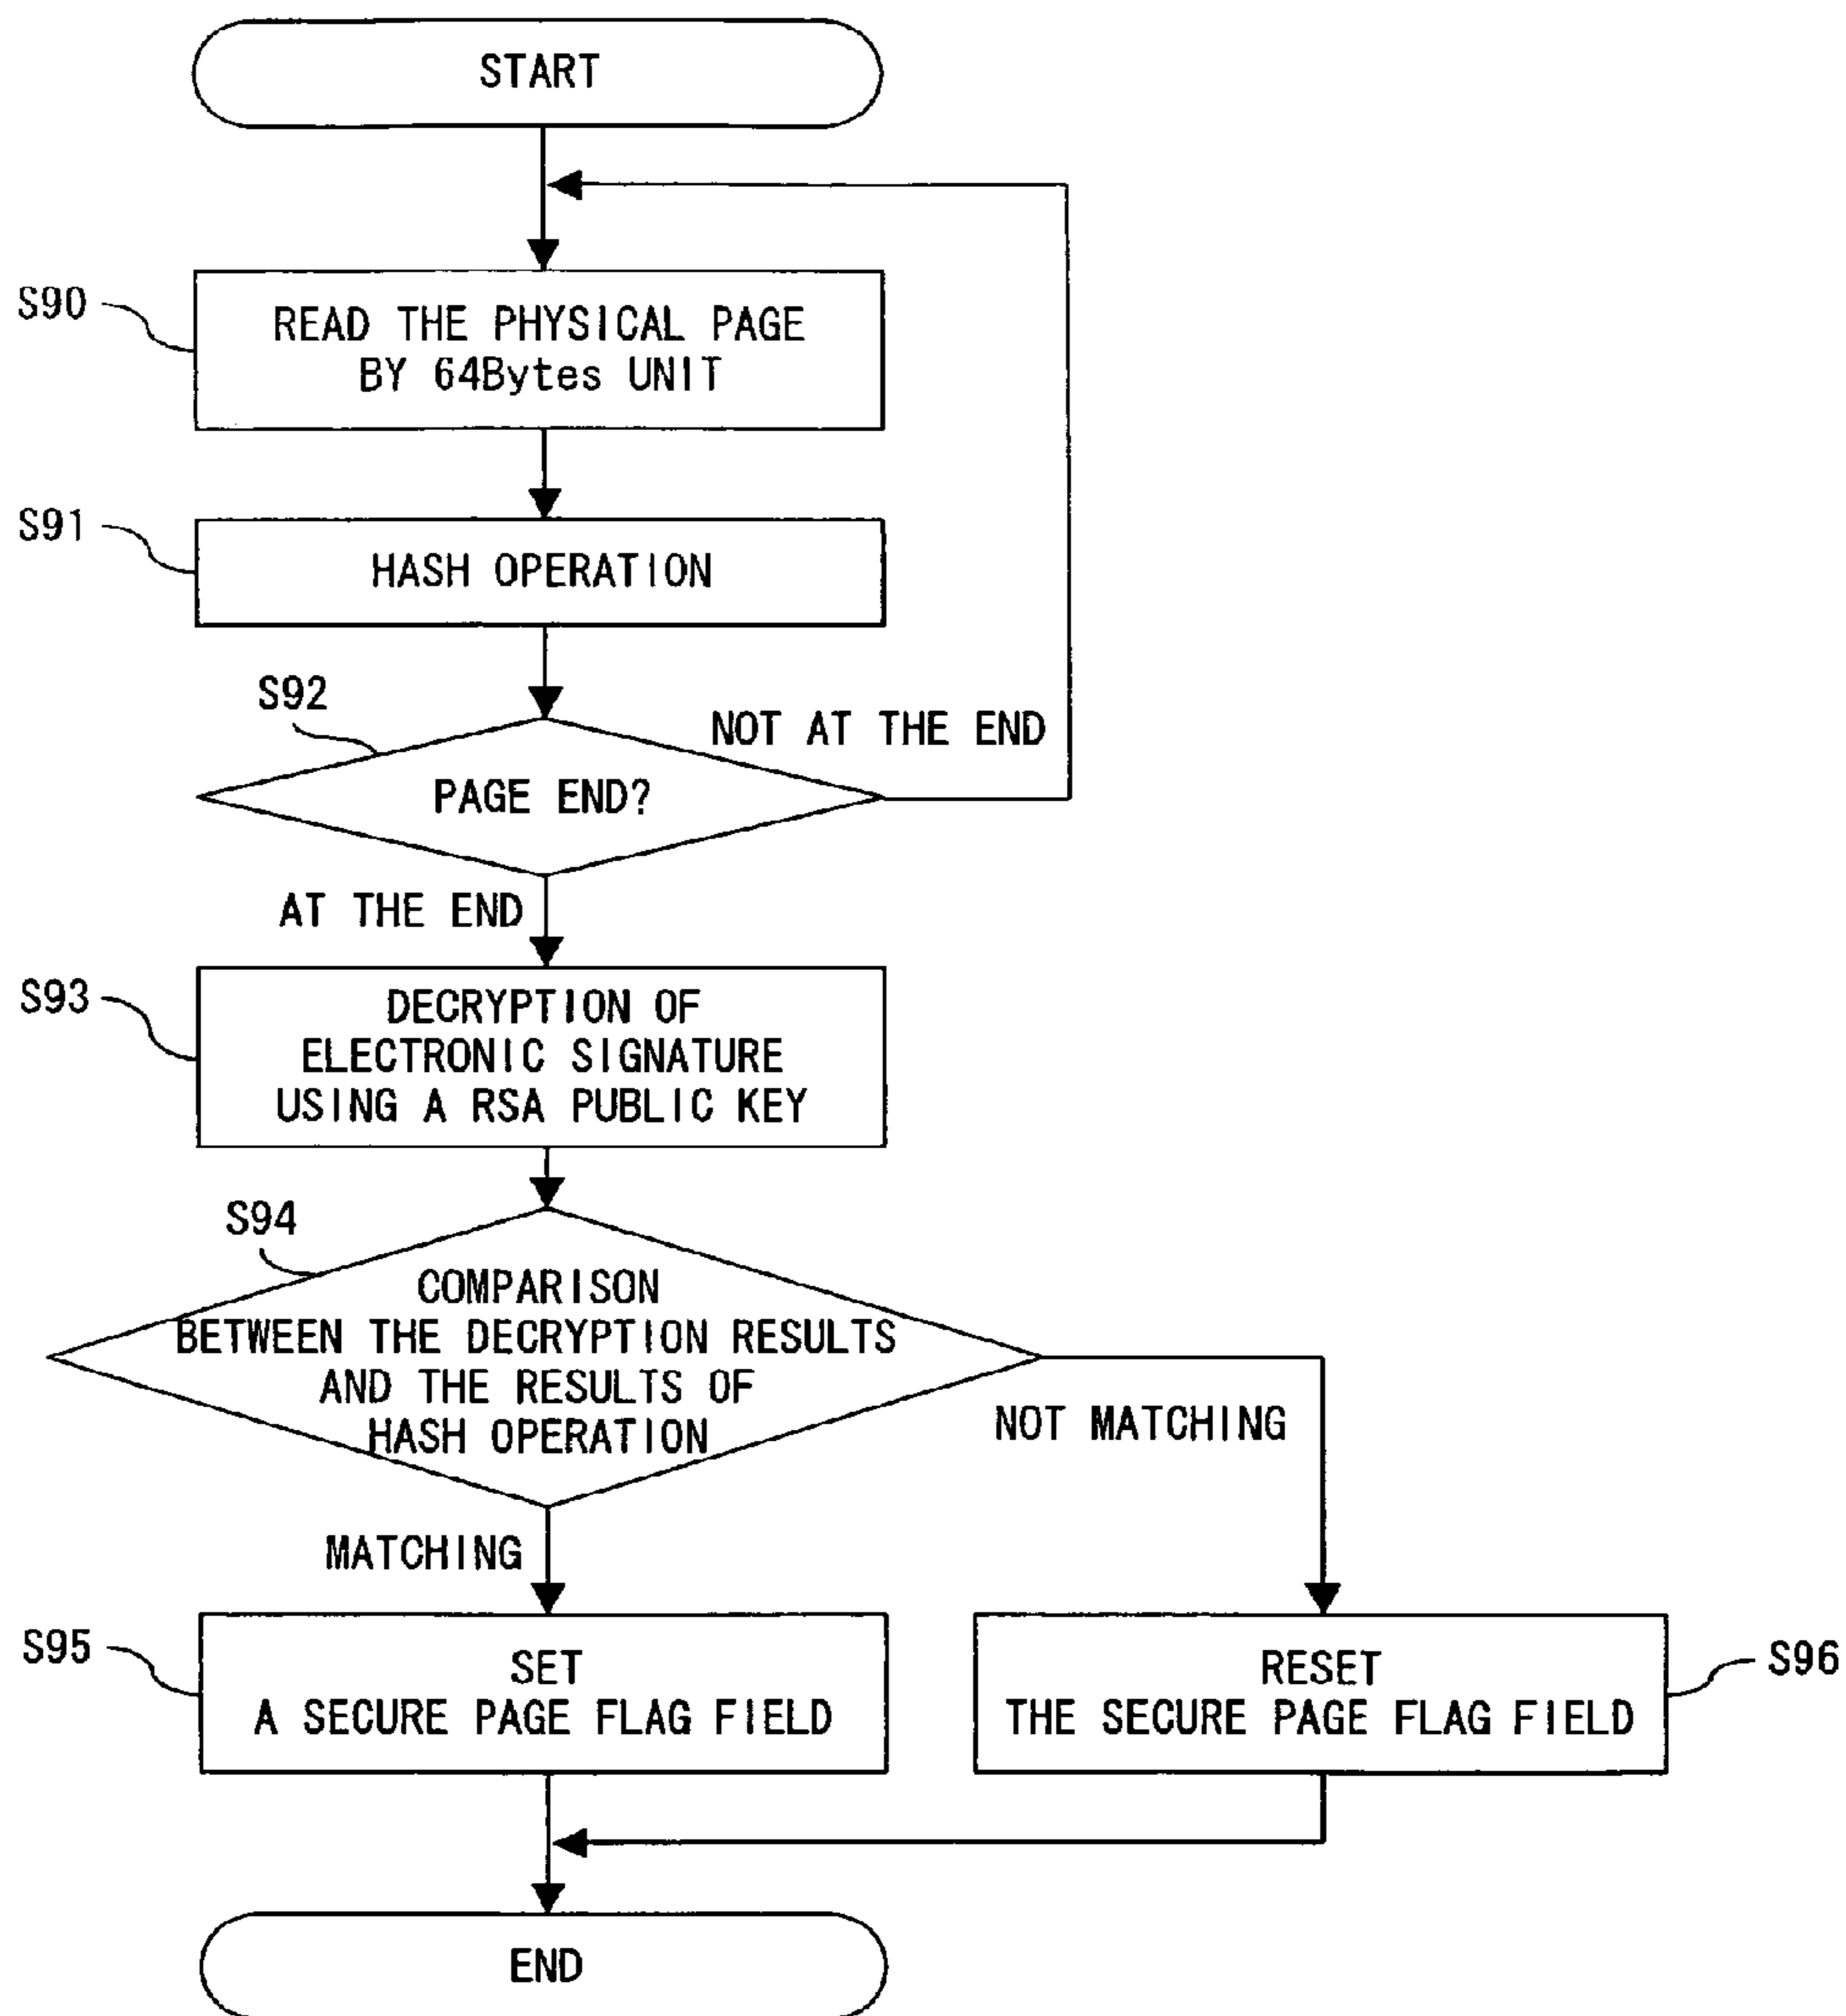 START
S90
READ THE PHYSICAL PAGE
BY 64Bytes UNIT
S91
HASH OPERATION
S92
NOT AT THE END
PAGE END?
AT THE END
S93
DECRYPTION OF
ELECTRONIC SIGNATURE
USING A RSA PUBLIC KEY
S94
COMPARISON
BETWEEN THE DECRYPTION RESULTS
AND THE RESULTS OF
HASH OPERATION
NOT MATCHING
MATCHING
S95
SET
A SECURE PAGE FLAG FIELD
RESET
THE SECURE PAGE FLAG FIELD
S96
END